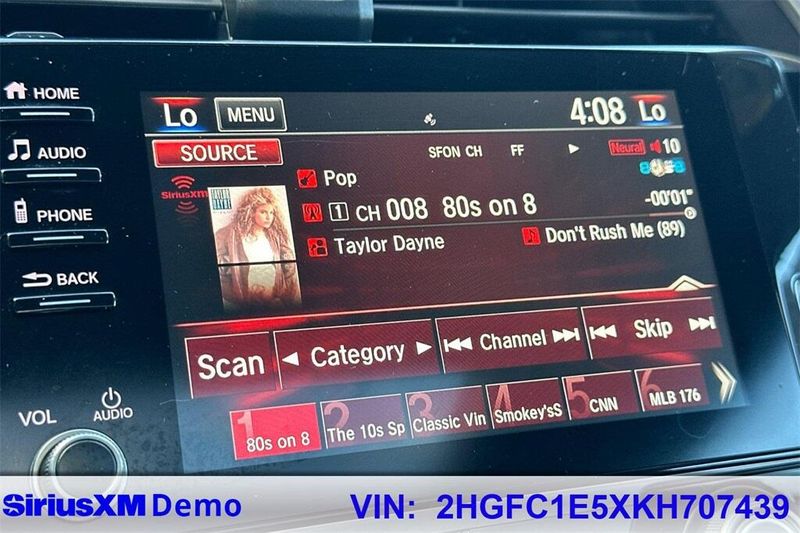 HOME
AUDIO
PHONE
BACK
VOL
AUDIO
Lo MENU 4:08 Lo
SOURCE SFON CH FF Neural 10
SiriusXM
TAYLOR DAYNE
Pop
1 CH 008 80s on 8 -00'01"
Taylor Dayne Don't Rush Me (89)
Scan Category Channel Skip
1 80s on 8
2 The 10s Sp
3 Classic Vin
4 Smokey'sS
5 CNN
6 MLB 176
SiriusXM Demo VIN: 2HGFC1E5XKH707439